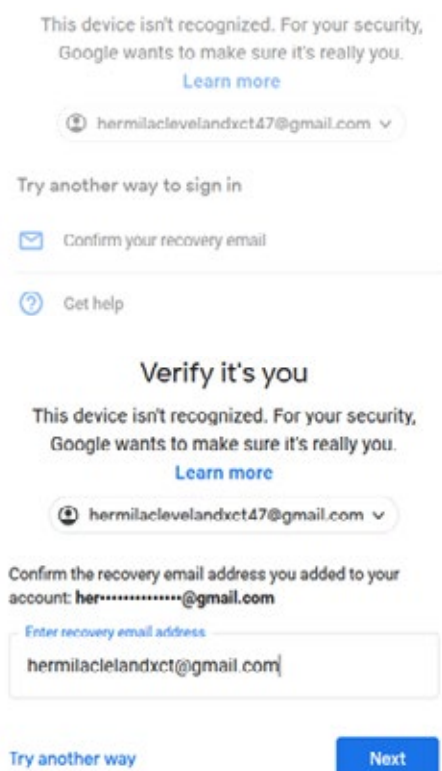 This device isn't recognized. For your security,
Google wants to make sure it's really you.
Learn more
hermilaclevelandxct47@gmail.com
Try another way to sign in
Confirm your recovery email
Get help
Verify it's you
This device isn't recognized. For your security,
Google wants to make sure it's really you.
Learn more
hermilaclevelandxct47@gmail.com
Confirm the recovery email address you added to your
account: her••••••••••••••@gmail.com
Enter recovery email address
hermilaclelandxct@gmail.com
Try another way
Next